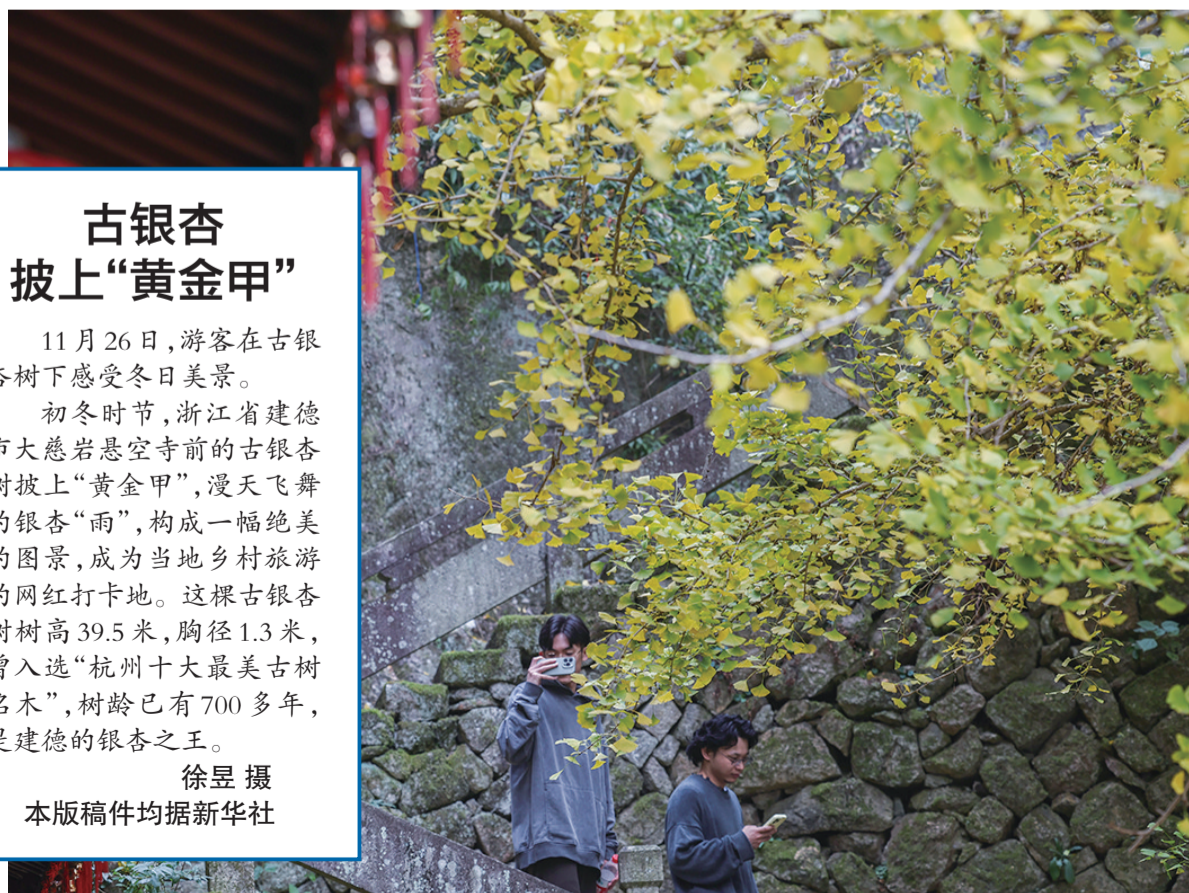 古银杏
披上“黄金甲”
11月26日，游客在古银
杏树下感受冬日美景。
初冬时节，浙江省建德
市大慈岩悬空寺前的古银杏
树披上“黄金甲”，漫天飞舞
的银杏“雨”，构成一幅绝美
的图景，成为当地乡村旅游
的网红打卡地。这棵古银杏
树树高39.5米，胸径1.3米，
曾入选“杭州十大最美古树
名木”，树龄已有700多年，
是建德的银杏之王。
徐昱 摄
本版稿件均据新华社